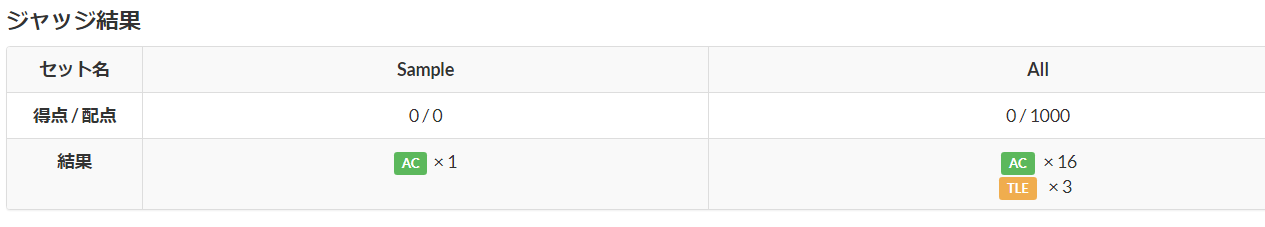 ジャッジ結果
セット名 Sample All
得点 / 配点 0 / 0 0 / 1000
結果 AC × 1 AC × 16
TLE × 3